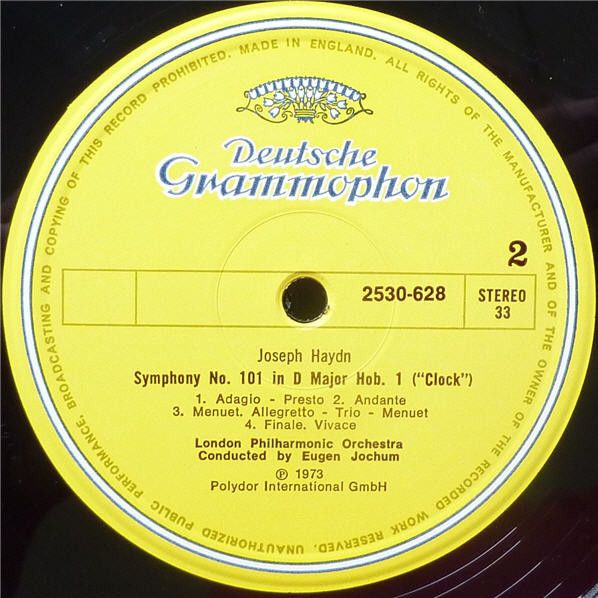 MADE IN ENGLAND. ALL RIGHTS OF THE MANUFACTURER AND OF THE OWNER OF THE RECORDED WORK RESERVED. UNAUTHORIZED PUBLIC PERFORMANCE, BROADCASTING AND COPYING OF THIS RECORD PROHIBITED.
Deutsche
Grammophon
2
2530-628
STEREO
33
Joseph Haydn
Symphony No. 101 in D Major Hob. 1 ("Clock")
1. Adagio - Presto 2. Andante
3. Menuet. Allegretto - Trio - Menuet
4. Finale. Vivace
London Philharmonic Orchestra
Conducted by Eugen Jochum
℗ 1973
Polydor International GmbH